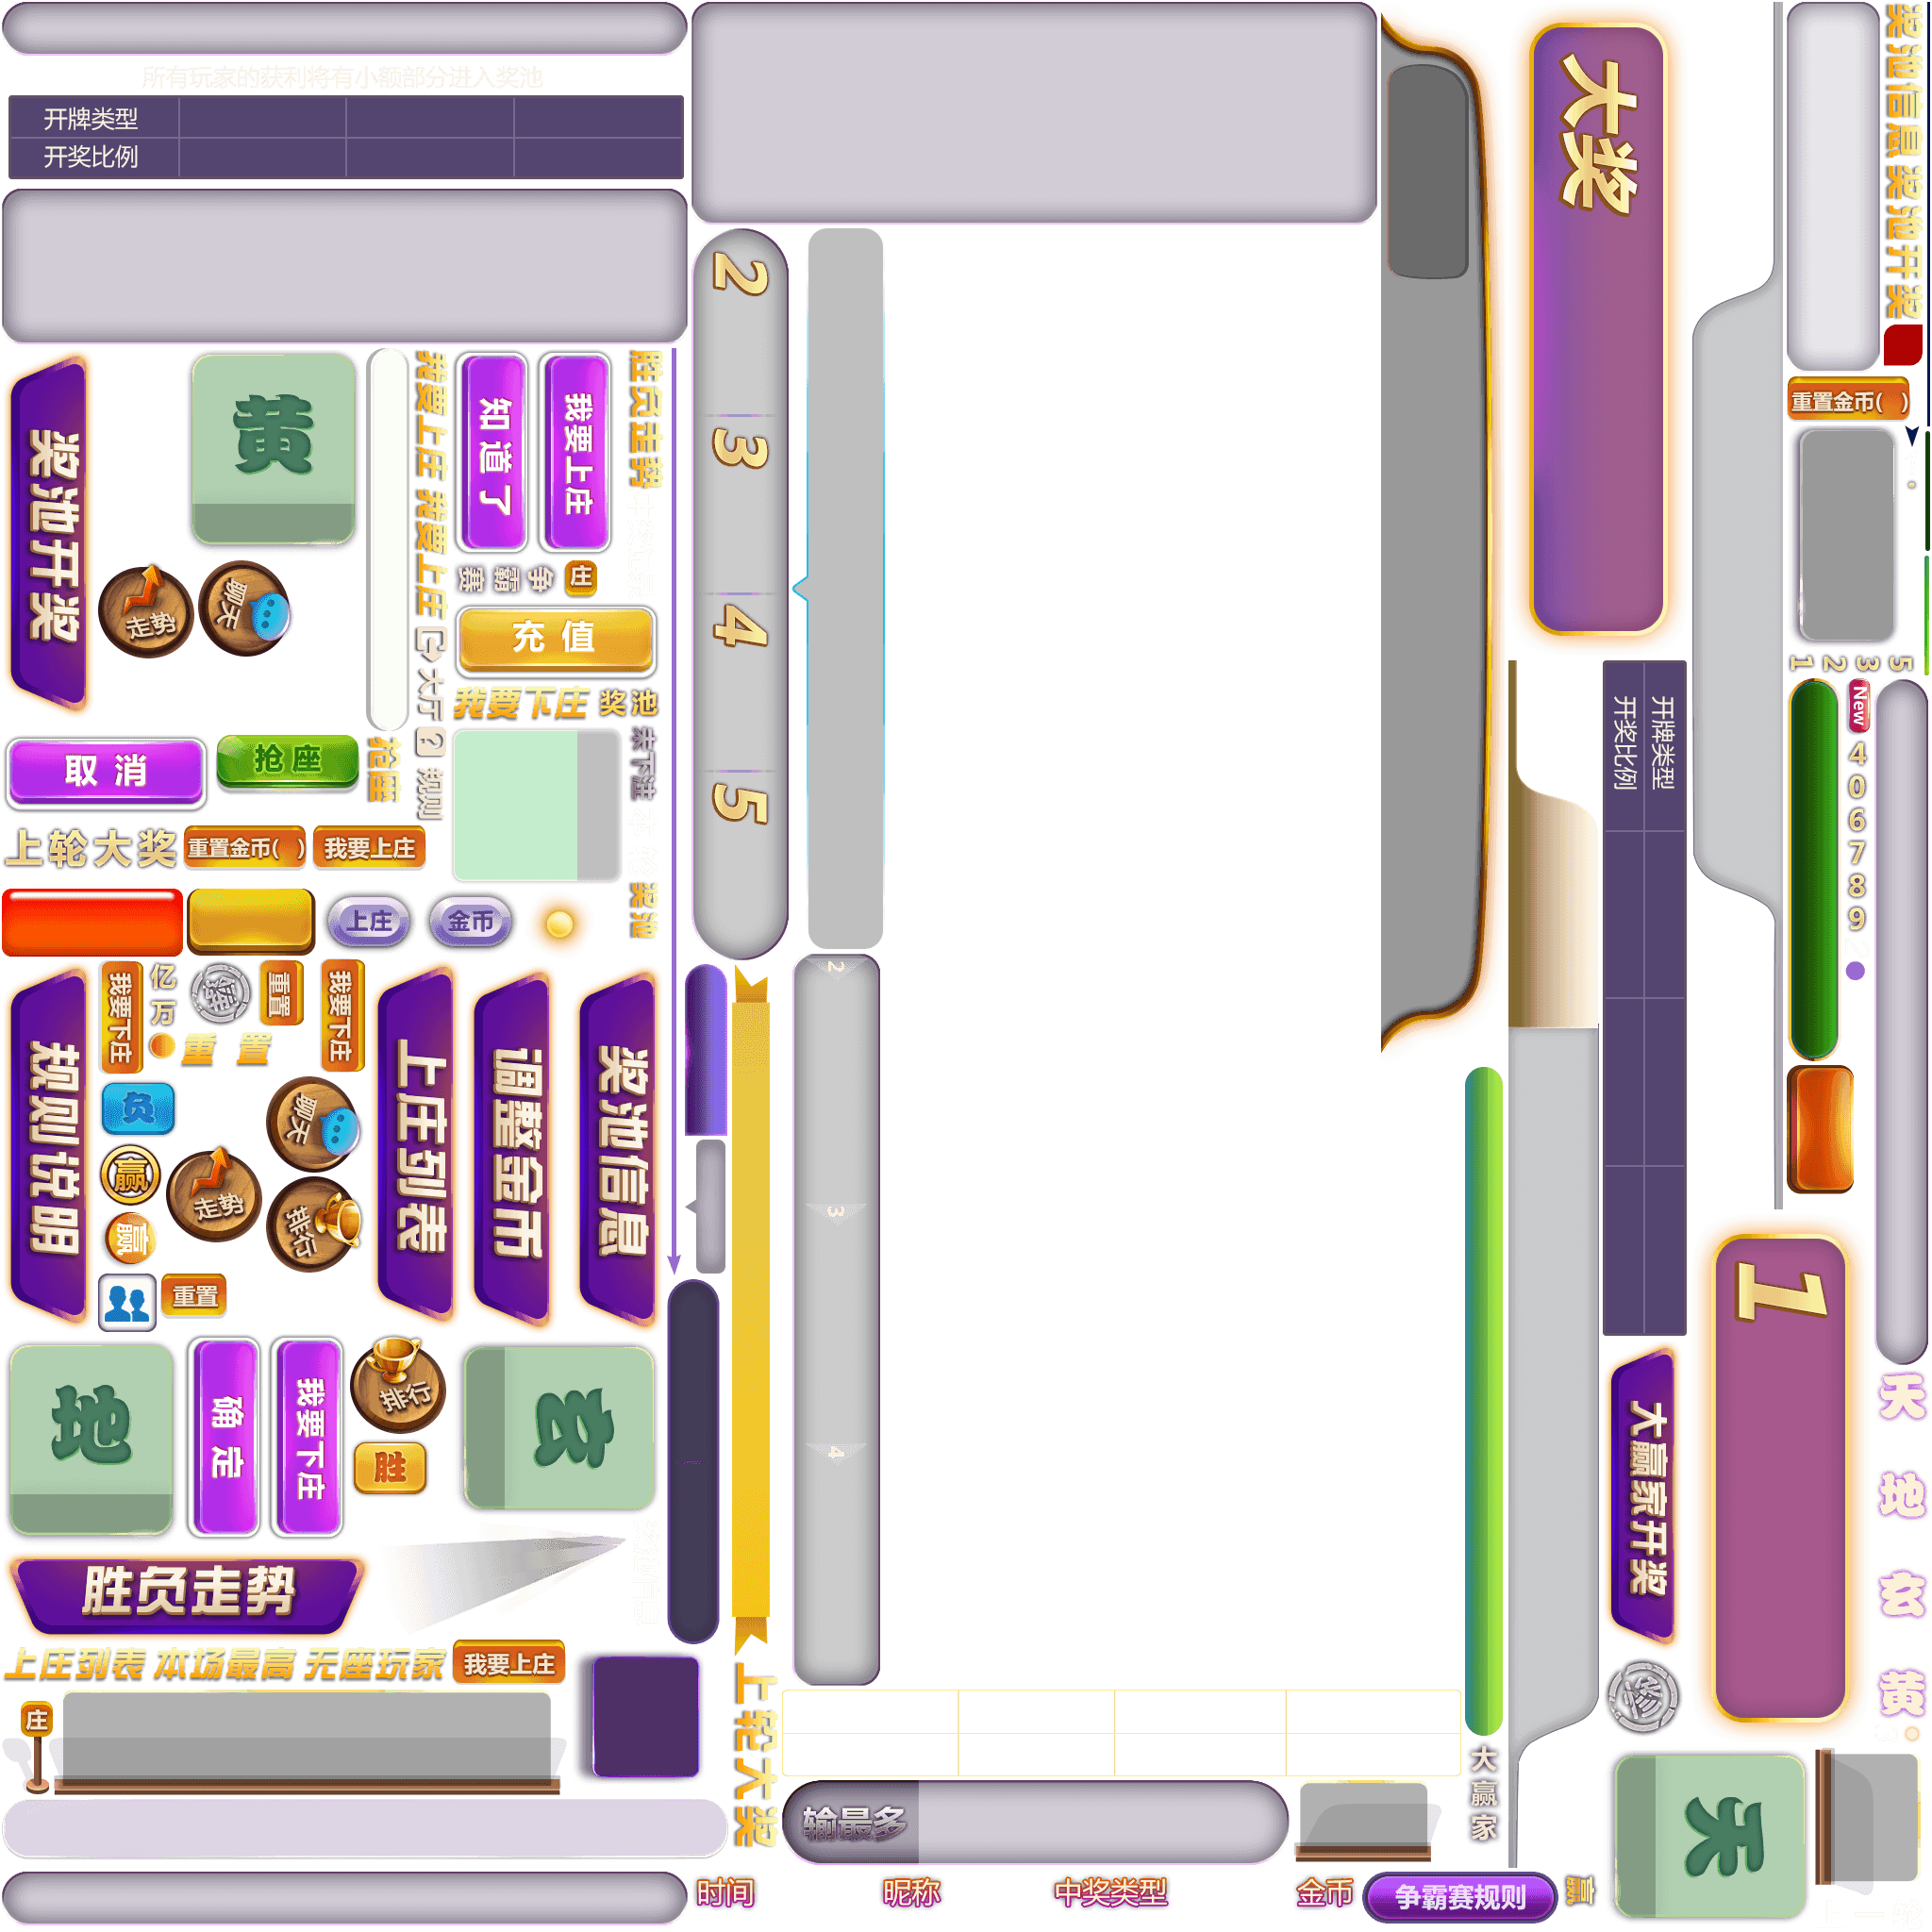 所有玩家的获利将有小额部分进入奖池
开牌类型
开奖比例
奖池开奖
黄
走势
聊天
我要上庄
我要上庄
知道了
我要上庄
胜负走势
争霸赛
庄
充值
大厅
我要下庄
奖池
?
规则
未下注
取消
抢座
抢座
上轮大奖
重置金币( )
我要上庄
上庄
金币
奖池
2
3
4
5
大奖
奖池信息
奖池开奖
重置金币( )
1
2
3
5
New
4
0
6
7
8
9
开牌类型
开奖比例
规则说明
我要下庄
亿
万
重置
我要下庄
重置
负
赢
赢
走势
聊天
排行
重置
上庄列表
调整金币
奖池信息
2
3
4
地
确定
我要下庄
排行
胜
玄
胜负走势
上庄列表
本场最高
无座玩家
我要上庄
庄
上轮大奖
输最多
大赢家
时间
昵称
中奖类型
金币
争霸赛规则
赢
1
大赢家开奖
天
地
玄
黄
天